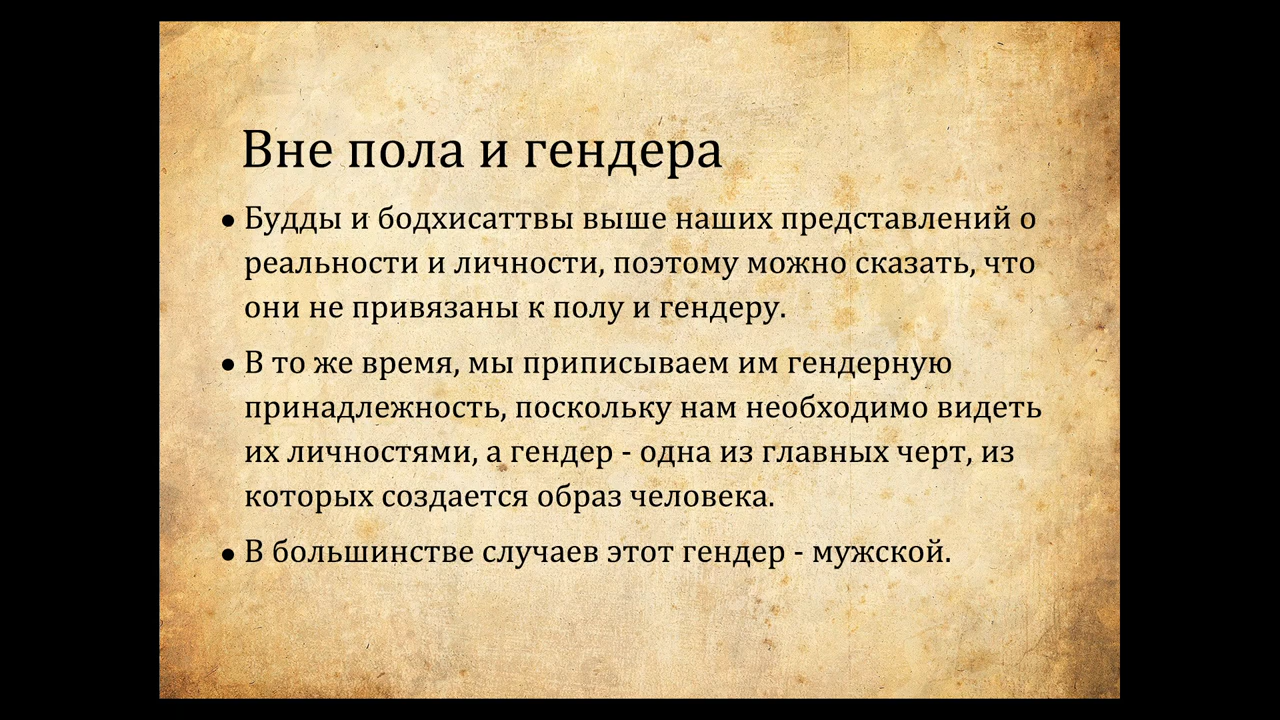 Вне пола и гендера
• Будды и бодхисаттвы выше наших представлений о
реальности и личности, поэтому можно сказать, что
они не привязаны к полу и гендеру.
• В то же время, мы приписываем им гендерную
принадлежность, поскольку нам необходимо видеть
их личностями, а гендер - одна из главных черт, из
которых создается образ человека.
• В большинстве случаев этот гендер - мужской.